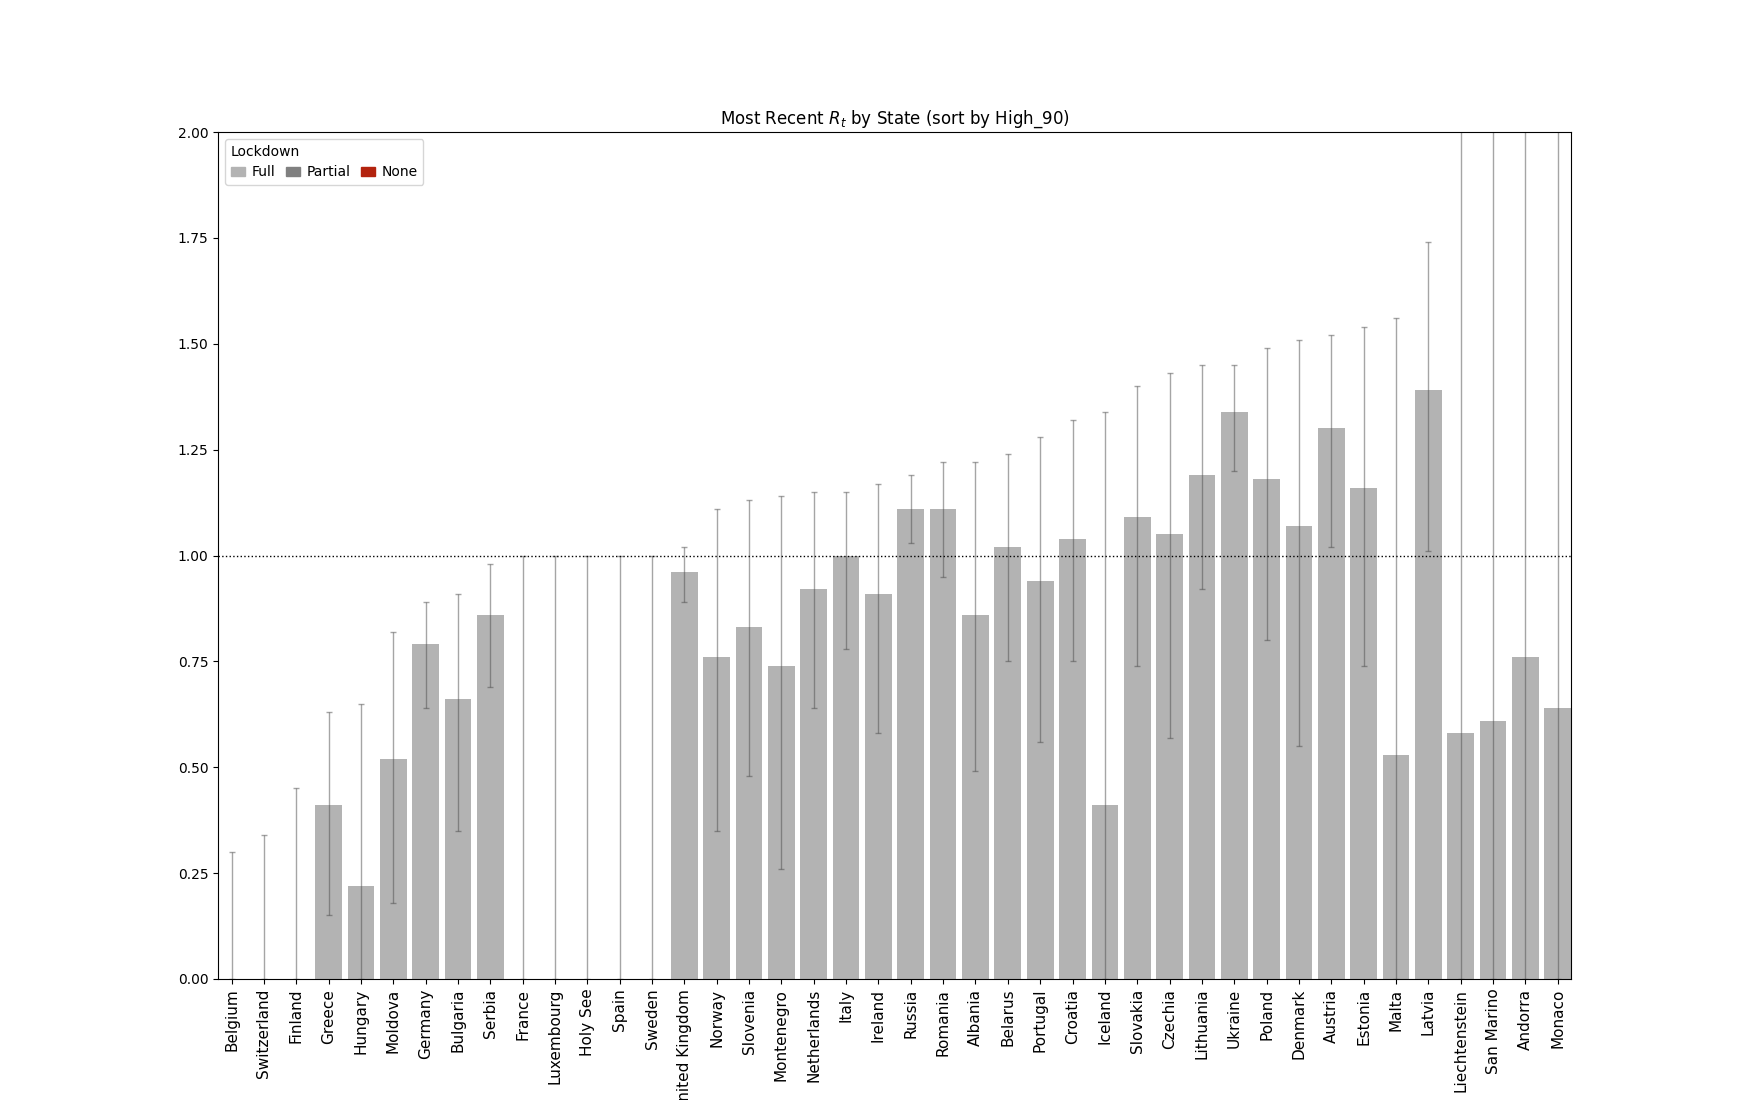 Most Recent R_t by State (sort by High_90)
Lockdown
Full Partial None
2.00
1.75
1.50
1.25
1.00
0.75
0.50
0.25
0.00
Belgium
Switzerland
Finland
Greece
Hungary
Moldova
Germany
Bulgaria
Serbia
France
Luxembourg
Holy See
Spain
Sweden
nited Kingdom
Norway
Slovenia
Montenegro
Netherlands
Italy
Ireland
Russia
Romania
Albania
Belarus
Portugal
Croatia
Iceland
Slovakia
Czechia
Lithuania
Ukraine
Poland
Denmark
Austria
Estonia
Malta
Latvia
Liechtenstein
San Marino
Andorra
Monaco